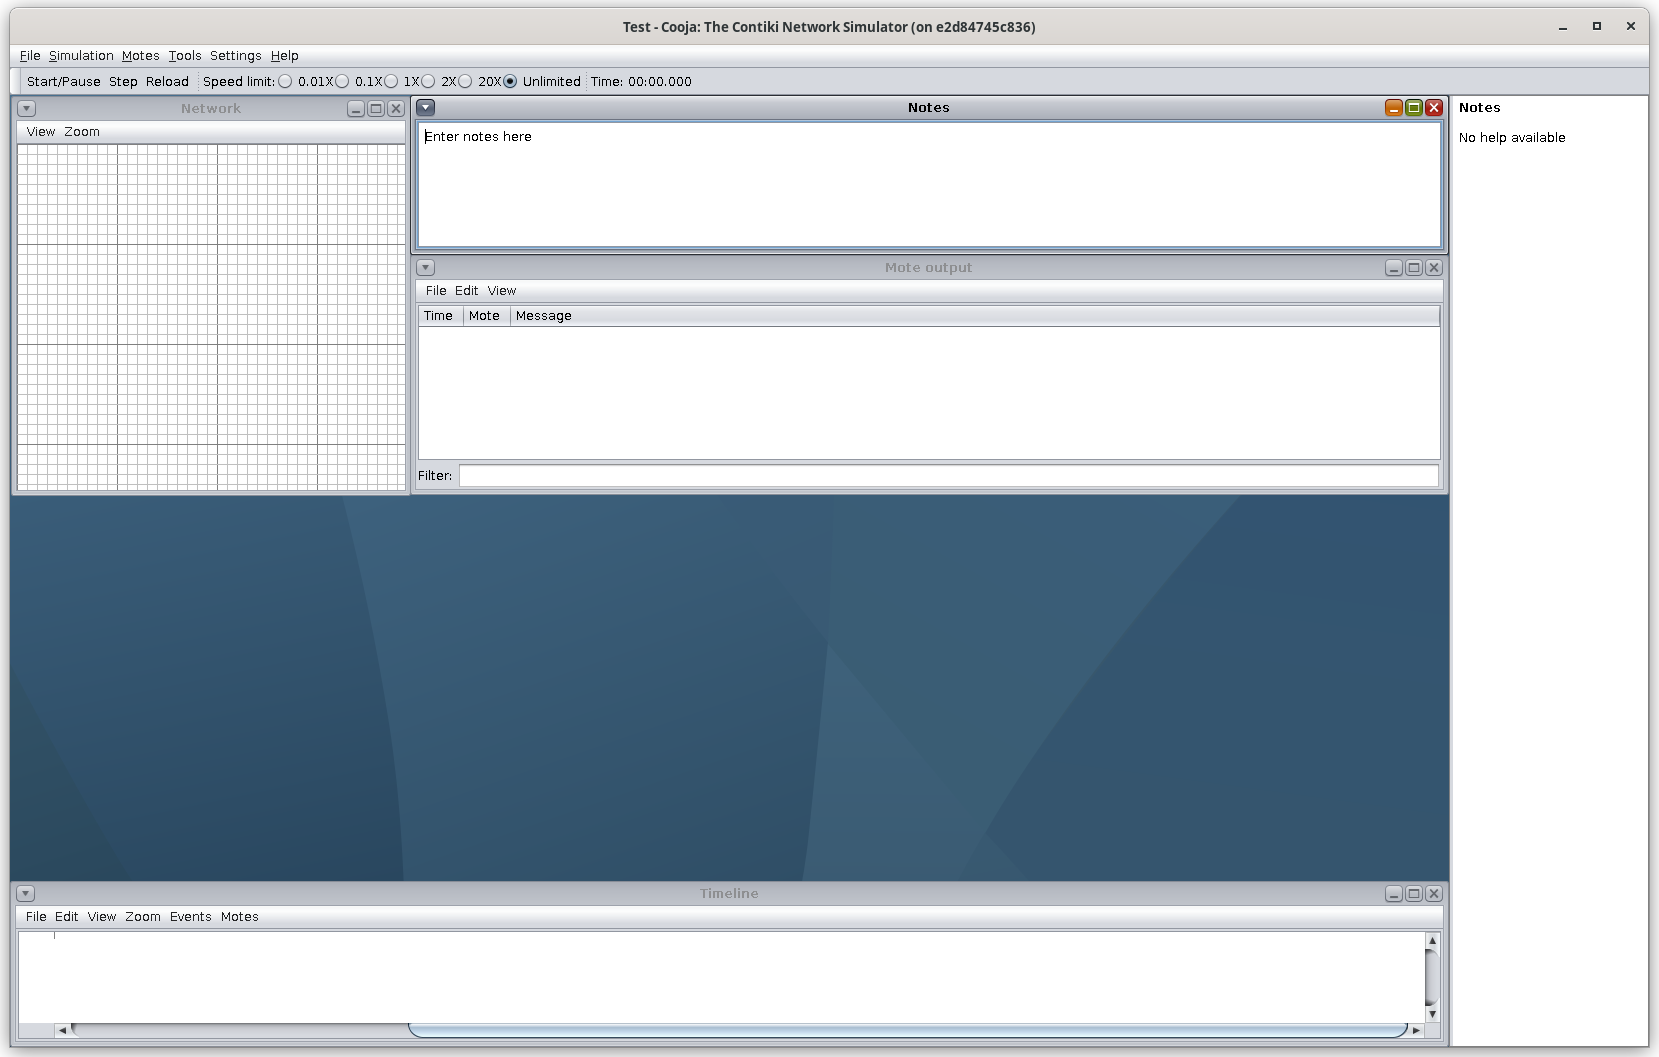 Test - Cooja: The Contiki Network Simulator (on e2d84745c836)
File Simulation Motes Tools Settings Help
Start/Pause Step Reload Speed limit: 0.01X 0.1X 1X 2X 20X Unlimited Time: 00:00.000
Network
View Zoom
Notes
Enter notes here
Mote output
File Edit View
Time Mote Message
Filter:
Timeline
File Edit View Zoom Events Motes
Notes
No help available